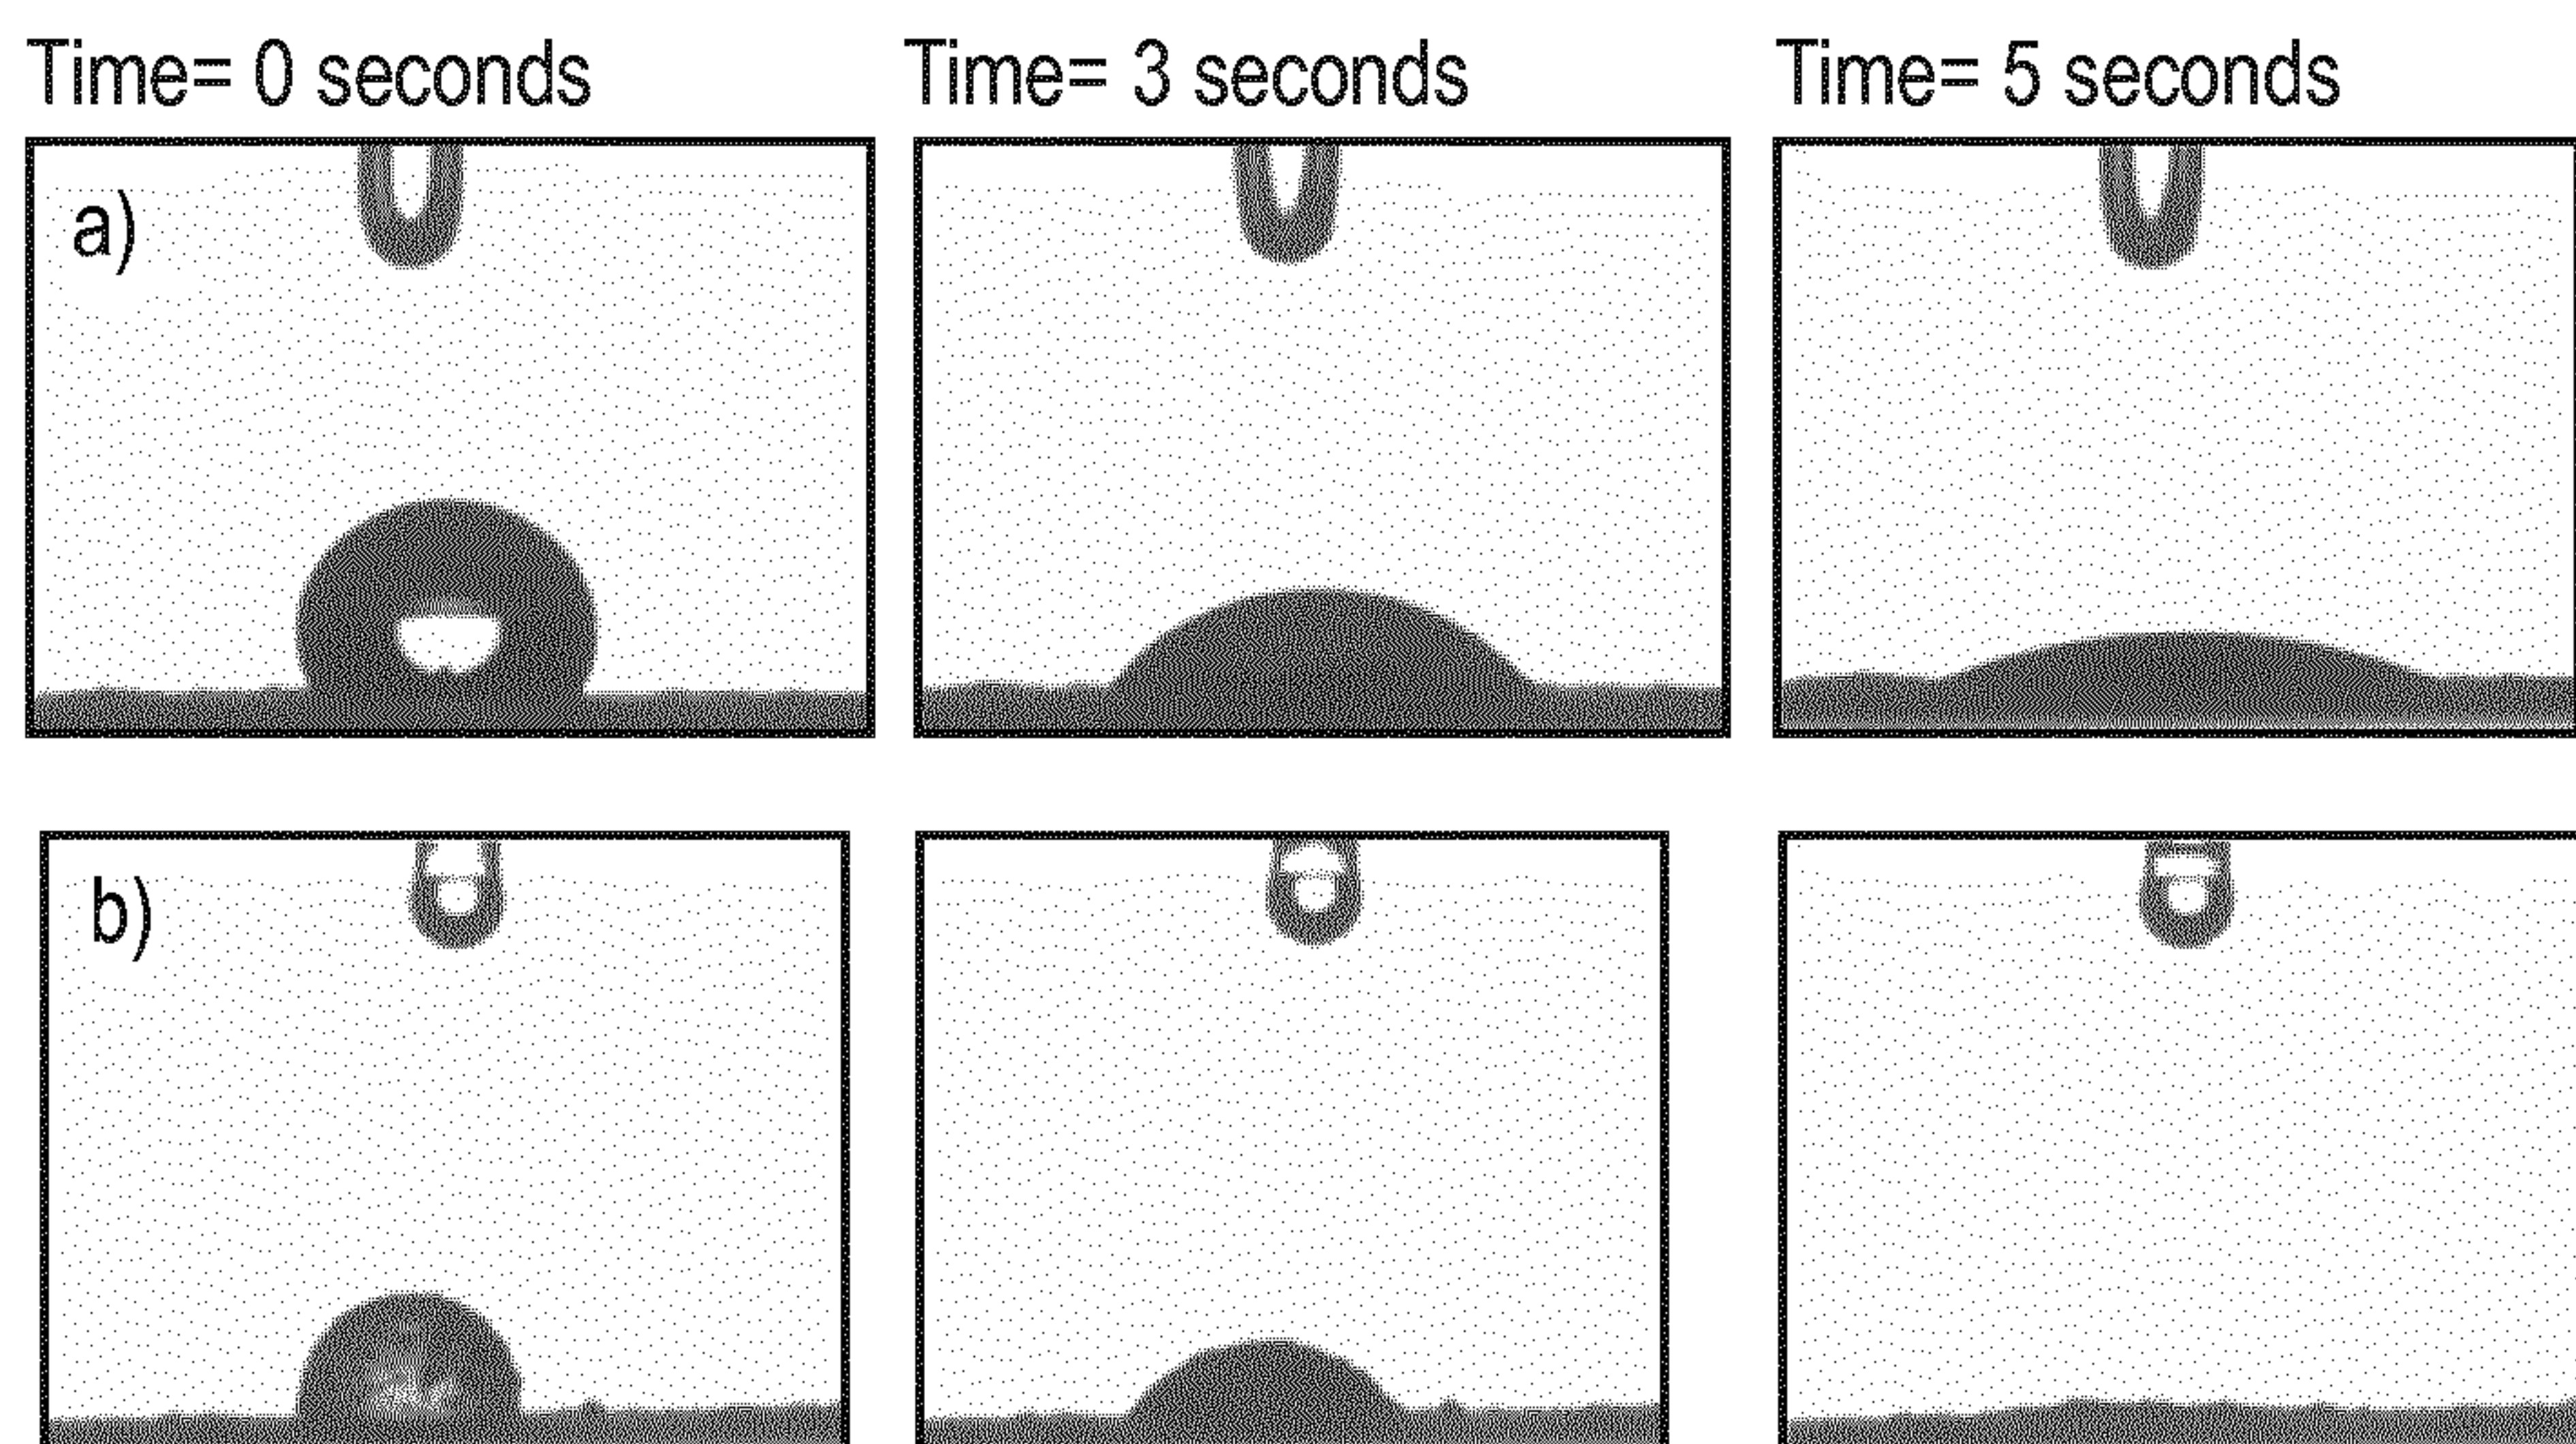 Time= 0 seconds
Time= 3 seconds
Time= 5 seconds
a)
b)